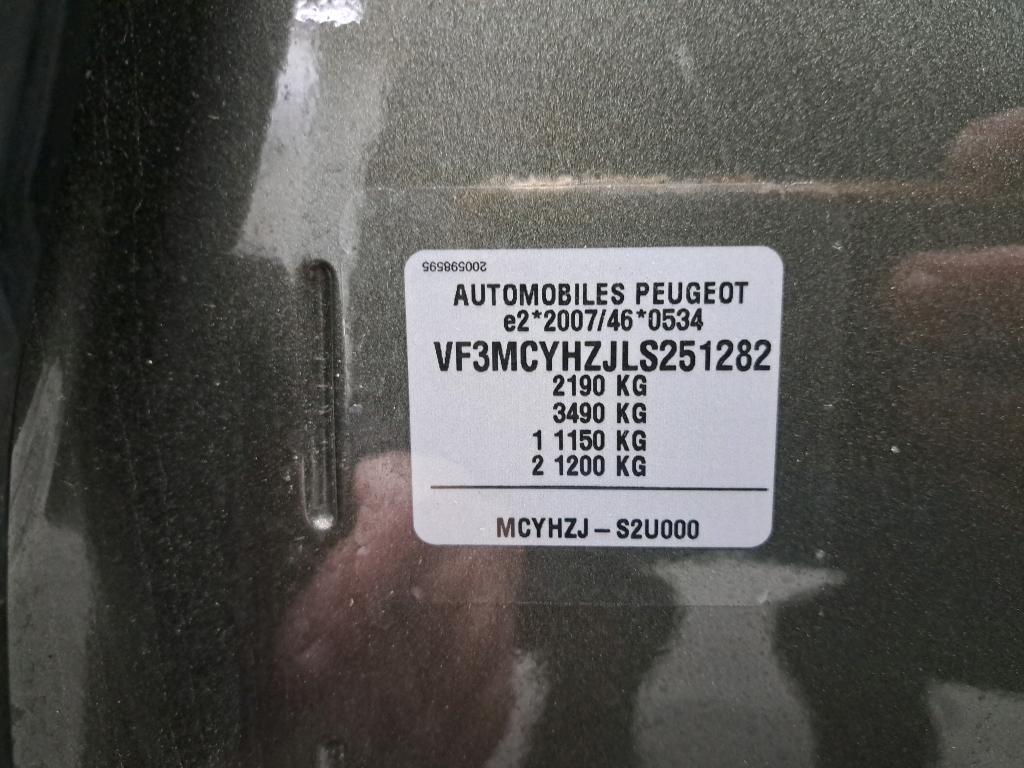 200598595
AUTOMOBILES PEUGEOT
e2*2007/46*0534
VF3MCYHZJLS251282
2190 KG
3490 KG
1 1150 KG
2 1200 KG
MCYHZJ – S2U000